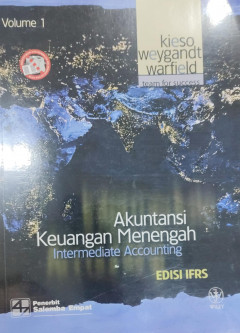 Volume 1
kieso
weygandt
warfield
team for success
Akuntansi
Keuangan Menengah
Intermediate Accounting
EDISI IFRS
Penerbit
Salemba Empat